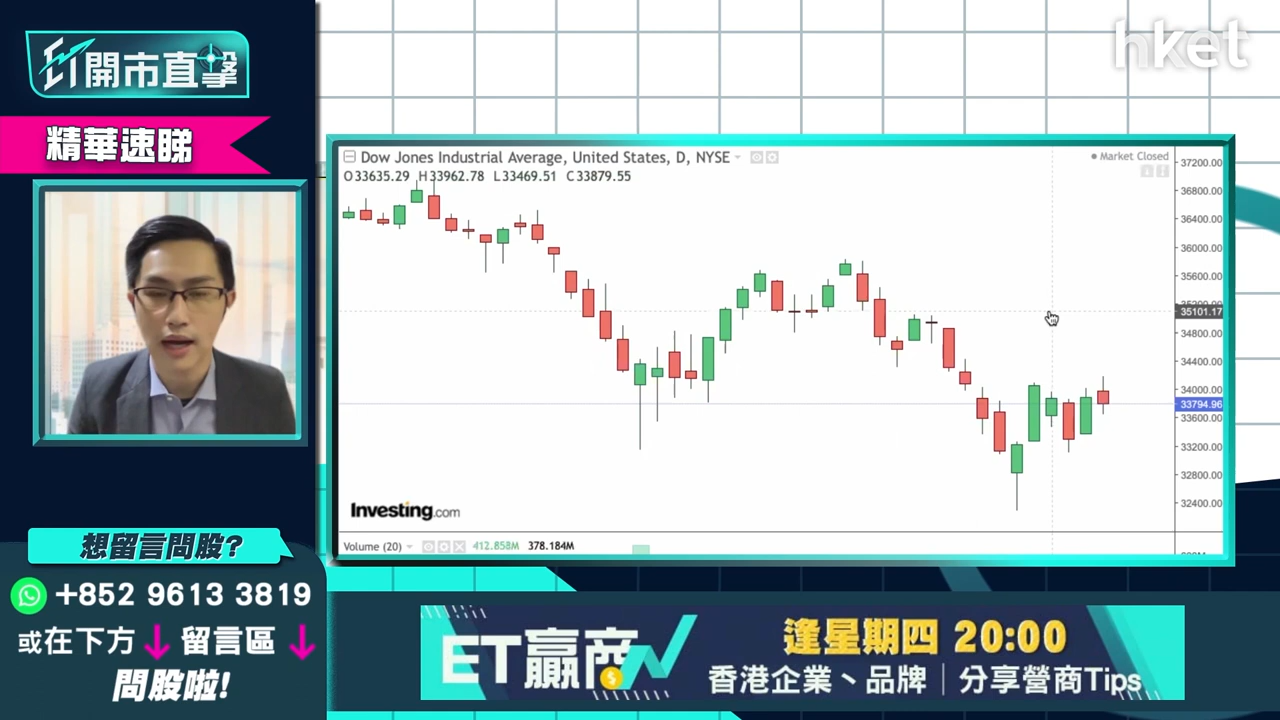 ET開市直擊
hket
精華速睇
Dow Jones Industrial Average, United States, D, NYSE
Market Closed
O33635.29 H33962.78 L33469.51 C33879.55
37200.00
36800.00
36400.00
36000.00
35600.00
35200.00
35101.17
34800.00
34400.00
34000.00
33794.96
33600.00
33200.00
32800.00
32400.00
Investing.com
Volume (20) 412.858M 378.184M
想留言問股?
+852 9613 3819
或在下方 留言區
問股啦!
ET贏商
逢星期四 20:00
香港企業、品牌|分享營商Tips